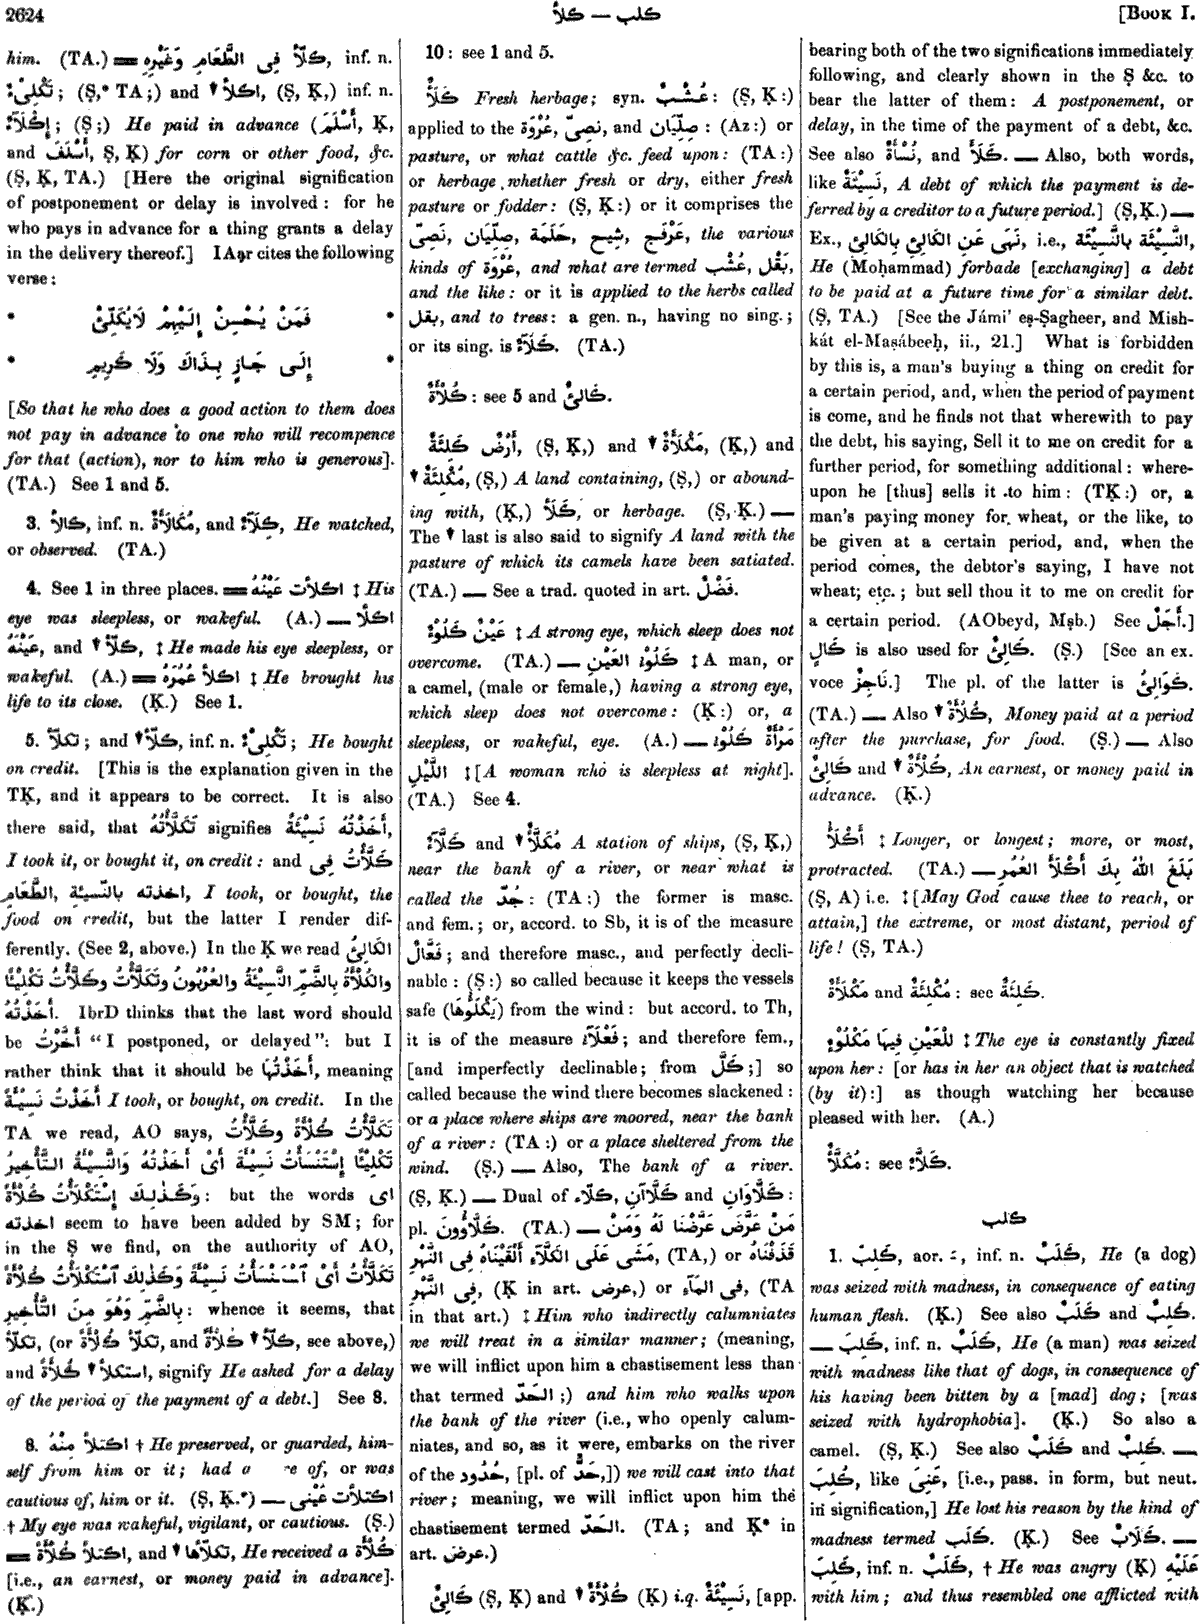 2624
كلأ — كلب
[BOOK I.
him. (TA.) = كَلَّأَ فِى الطَّعَامِ وَغَيْرِهِ, inf. n.
تَكْلِىْءٌ; (Ṣ,* TA;) and ▼ اكلأ, (Ṣ, Ḳ,) inf. n.
إِكْلَآءٌ; (Ṣ;) He paid in advance (أَسْلَمَ, Ḳ,
and أَسْلَفَ, Ṣ, Ḳ) for corn or other food, &c.
(Ṣ, Ḳ, TA.) [Here the original signification
of postponement or delay is involved: for he
who pays in advance for a thing grants a delay
in the delivery thereof.] IAạr cites the following
verse:
* فَمَنْ يُحْسِنْ إِلَيْهِمْ لَايُكَلِّئْ *
* إِلَى جَازٍ بِذَاكَ وَلَا كَرِيمِ *
[So that he who does a good action to them does
not pay in advance to one who will recompence
for that (action), nor to him who is generous].
(TA.) See 1 and 5.
3. كالأ, inf. n. مُكَالَأَةٌ, and كِلَآءٌ, He watched,
or observed. (TA.)
4. See 1 in three places. = اكلأت عَيْنُهُ ‡ His
eye was sleepless, or wakeful. (A.) — اكلأ
عَيْنَهُ, and ▼ كلّأ, ‡ He made his eye sleepless, or
wakeful. (A.) = اكلأ عُمُرَهُ ‡ He brought his
life to its close. (Ḳ.) See 1.
5. تكلّأ; and ▼ كلّأ, inf. n. تَكْلِىْءٌ; He bought
on credit. [This is the explanation given in the
TḲ, and it appears to be correct. It is also
there said, that تَكَلَّأْتُهُ signifies أَخَذْتُهُ نَسِيْئَةً,
I took it, or bought it, on credit: and كَلَّأْتُ فِى
الطَّعَامِ, اخذته بالنّسيئة, I took, or bought, the
food on credit, but the latter I render dif-
ferently. (See 2, above.) In the Ḳ we read الكَالِئُ
والكُلْأَةُ بِالضَّمِّ النَّسِيْئَةُ والعُرْبُونُ وتَكَلَّأْتُ وكَلَّأْتُ تَكْلِيْئًا
أَخَذْتُهُ. IbrD thinks that the last word should
be أَخَّرْتُ “I postponed, or delayed”: but I
rather think that it should be أَخَذْتُهَا, meaning
أَخَذْتُ نَسِيْئَةً I took, or bought, on credit. In the
TA we read, AO says, تَكَلَّأْتُ كُلْأَةً وكَلَّأْتُ
تَكْلِيْئًا إِسْتَنْسَأْتُ نَسِيْئَةً أَىْ أَخَذْتُهُ وَالنَّسِيْئَةُ التَّأْخِيرُ
وَكَذٰلِكَ إِسْتَكْلَأْتُ كُلْأَةً: but the words اى
اخذته seem to have been added by SM; for
in the Ṣ we find, on the authority of AO,
تَكَلَّأْتُ أَىْ ٱسْتَنْسَأْتُ نَسِيْئَةً وَكَذٰلِكَ ٱسْتَكْلَأْتُ كُلْأَةً
بِالضَّمِّ وَهُوَ مِنَ التَّأْخِيرِ: whence it seems, that
تكلّأ, (or تكلّأ كُلْأَةً, and ▼ كلّأ كُلْأَةً, see above,)
and ▼ استكلأ كُلْأَةً, signify He asked for a delay
of the period of the payment of a debt.] See 8.
8. اكتلأ مِنْهُ † He preserved, or guarded, him-
self from him or it; had of, or was
cautious of, him or it. (Ṣ, Ḳ.*) — اكتلأت عَيْنِى
† My eye was wakeful, vigilant, or cautious. (Ṣ.)
= اكتلأ كُلْأَةً, and ▼ تكلّأها, He received a كُلْأَة
[i.e., an earnest, or money paid in advance].
(Ḳ.)
10: see 1 and 5.
كَلَأٌ Fresh herbage; syn. عُشْبٌ: (Ṣ, Ḳ:)
applied to the عُرْوَة, نَصِىّ, and صِلِّيَان: (Az:) or
pasture, or what cattle &c. feed upon: (TA:)
or herbage whether fresh or dry, either fresh
pasture or fodder: (Ṣ, Ḳ:) or it comprises the
عَرْفَج, شِيح, حَلَمَة, صِلِّيَان, نَصِىّ, the various
kinds of عُرْوَة, and what are termed عُشْب, بَقْل,
and the like: or it is applied to the herbs called
بقل, and to trees: a gen. n., having no sing.;
or its sing. is كَلَأَةٌ. (TA.)
كُلْأَةٌ: see 5 and كَالِئٌ.
أَرْضٌ كَلِئَةٌ, (Ṣ, Ḳ,) and ▼ مَكْلَأَةٌ, (Ḳ,) and
▼ مُكْلِئَةٌ, (Ṣ,) A land containing, (Ṣ,) or abound-
ing with, (Ḳ,) كَلَأ, or herbage. (Ṣ, Ḳ.) —
The ▼ last is also said to signify A land with the
pasture of which its camels have been satiated.
(TA.) — See a trad. quoted in art. فَضْلٌ.
عَيْنٌ كَلُوْءٌ ‡ A strong eye, which sleep does not
overcome. (TA.) — كَلُوْءُ العَيْنِ ‡ A man, or
a camel, (male or female,) having a strong eye,
which sleep does not overcome: (Ḳ:) or, a
sleepless, or wakeful, eye. (A.) — مَرْأَةٌ كَلُوْءُ
اللَّيْلِ ‡ [A woman who is sleepless at night].
(TA.) See 4.
كَلَّآءٌ and ▼ مُكَلَّأٌ A station of ships, (Ṣ, Ḳ,)
near the bank of a river, or near what is
called the جُدّ: (TA:) the former is masc.
and fem.; or, accord. to Sb, it is of the measure
فَعَّالٌ; and therefore masc., and perfectly decli-
nable: (Ṣ:) so called because it keeps the vessels
safe (يَكْلَؤُهَا) from the wind: but accord. to Th,
it is of the measure فَعْلَآءُ; and therefore fem.,
[and imperfectly declinable; from كَلَّ;] so
called because the wind there becomes slackened:
or a place where ships are moored, near the bank
of a river: (TA:) or a place sheltered from the
wind. (Ṣ.) — Also, The bank of a river.
(Ṣ, Ḳ.) — Dual of كلّاء, كَلَّاآنِ and كَلَّاوَانِ:
pl. كَلَّاؤُونَ. (TA.) — مَنْ عَرَّضَ عَرَّضْنَا لَهُ وَمَنْ
مَشَى عَلَى الكَلَّآءِ أَلْقَيْنَاهُ فِى النَّهْرِ, (TA,) or قَذَفْنَاهُ
فِى النَّهْرِ, (Ḳ in art. عرض,) or فى المَآءِ, (TA
in that art.) ‡ Him who indirectly calumniates
we will treat in a similar manner; (meaning,
we will inflict upon him a chastisement less than
that termed الحَدّ;) and him who walks upon
the bank of the river (i.e., who openly calum-
niates, and so, as it were, embarks on the river
of the حُدُود, [pl. of حَدٌّ,]) we will cast into that
river; meaning, we will inflict upon him the
chastisement termed الحَدّ. (TA; and Ḳ* in
art. عرض.)
كَالِئٌ (Ṣ, Ḳ) and ▼ كُلْأَةٌ (Ḳ) i.q. نَسِيْئَةٌ, [app.
bearing both of the two significations immediately
following, and clearly shown in the Ṣ &c. to
bear the latter of them: A postponement, or
delay, in the time of the payment of a debt, &c.
See also نُسْأَةٌ, and كَلَأَ. — Also, both words,
like نَسِيْئَةٌ, A debt of which the payment is de-
ferred by a creditor to a future period.] (Ṣ, Ḳ.) —
Ex., نَهَى عَنِ الكَالِئِ بِالكَالِئِ, i.e., النَّسِيْئَة بِالنَّسِيْئَة,
He (Moḥammad) forbade [exchanging] a debt
to be paid at a future time for a similar debt.
(Ṣ, TA.) [See the Jámi' eṣ-Ṣagheer, and Mish-
kát el-Maṣábeeḥ, ii., 21.] What is forbidden
by this is, a man's buying a thing on credit for
a certain period, and, when the period of payment
is come, and he finds not that wherewith to pay
the debt, his saying, Sell it to me on credit for a
further period, for something additional: where-
upon he [thus] sells it to him: (TḲ:) or, a
man's paying money for wheat, or the like, to
be given at a certain period, and, when the
period comes, the debtor's saying, I have not
wheat; etc.; but sell thou it to me on credit for
a certain period. (AObeyd, Mṣb.) See أَجَلٌ.]
كَالٍ is also used for كَالِئٌ. (Ṣ.) [See an ex.
voce نَاجِزٌ.] The pl. of the latter is كَوَالِئُ.
(TA.) — Also ▼ كُلْأَةٌ, Money paid at a period
after the purchase, for food. (Ṣ.) — Also
كَالِئٌ and ▼ كُلْأَةٌ, An earnest, or money paid in
advance. (Ḳ.)
أَكْلَأُ ‡ Longer, or longest; more, or most,
protracted. (TA.) — بَلَغَ اللّٰهُ بِكَ أَكْلَأَ العُمُرِ
(Ṣ, A) i.e. ‡ [May God cause thee to reach, or
attain,] the extreme, or most distant, period of
life! (Ṣ, TA.)
مَكْلَأَةٌ and مُكْلِئَةٌ: see كَلِئَةٌ.
لِلْعَيْنِ فِيهَا مَكْلُوْءٍ ‡ The eye is constantly fixed
upon her: [or has in her an object that is watched
(by it):] as though watching her because
pleased with her. (A.)
مُكَلَّأٌ: see كَلَّاءٌ.
كلب
1. كَلِبَ, aor. ـَ, inf. n. كَلَبٌ, He (a dog)
was seized with madness, in consequence of eating
human flesh. (Ḳ.) See also كَلَبٌ and كَلِبٌ.
— كَلِبَ, inf. n. كَلَبٌ, He (a man) was seized
with madness like that of dogs, in consequence of
his having been bitten by a [mad] dog; [was
seized with hydrophobia]. (Ḳ.) So also a
camel. (Ṣ, Ḳ.) See also كَلَبٌ and كَلِبٌ. —
كُلِبَ, like عُنِىَ, [i.e., pass. in form, but neut.
in signification,] He lost his reason by the kind of
madness termed كَلَب. (Ḳ.) See كُلَابٌ. —
كَلِبَ عَلَيْهِ, inf. n. كَلَبٌ, † He was angry (Ḳ)
with him; and thus resembled one afflicted with